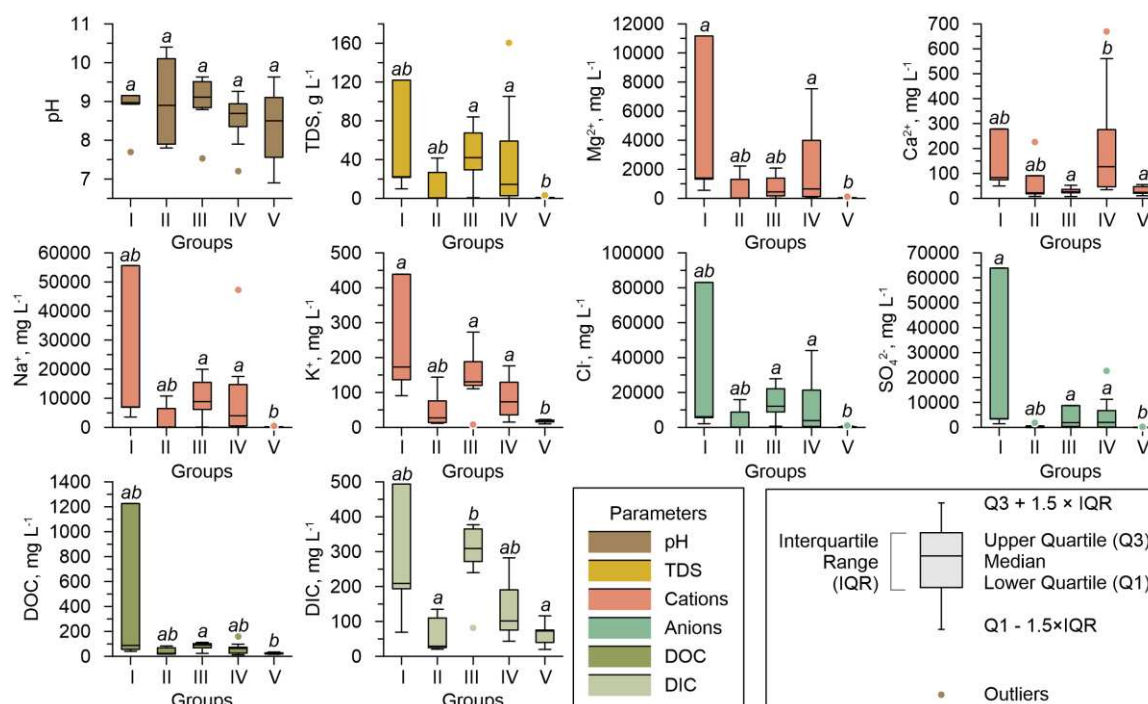 11
10
9
8
7
pH
a a a a a
I II III IV V
Groups
160
120
80
40
0
TDS, g L-1
ab ab a a b
I II III IV V
Groups
12000
10000
8000
6000
4000
2000
0
Mg2+, mg L-1
a ab ab a b
I II III IV V
Groups
700
600
500
400
300
200
100
0
Ca2+, mg L-1
ab ab a b a
I II III IV V
Groups
60000
50000
40000
30000
20000
10000
0
Na+, mg L-1
ab ab a a b
I II III IV V
Groups
500
400
300
200
100
0
K+, mg L-1
a ab a a b
I II III IV V
Groups
100000
80000
60000
40000
20000
0
Cl-, mg L-1
ab ab a a b
I II III IV V
Groups
70000
60000
50000
40000
30000
20000
10000
0
SO42-, mg L-1
a ab a a b
I II III IV V
Groups
1400
1200
1000
800
600
400
200
0
DOC, mg L-1
ab ab a ab b
I II III IV V
Groups
500
400
300
200
100
0
DIC, mg L-1
ab a b ab a
I II III IV V
Groups
Parameters
pH
TDS
Cations
Anions
DOC
DIC
Interquartile
Range
(IQR)
Q3 + 1.5 × IQR
Upper Quartile (Q3)
Median
Lower Quartile (Q1)
Q1 - 1.5×IQR
Outliers